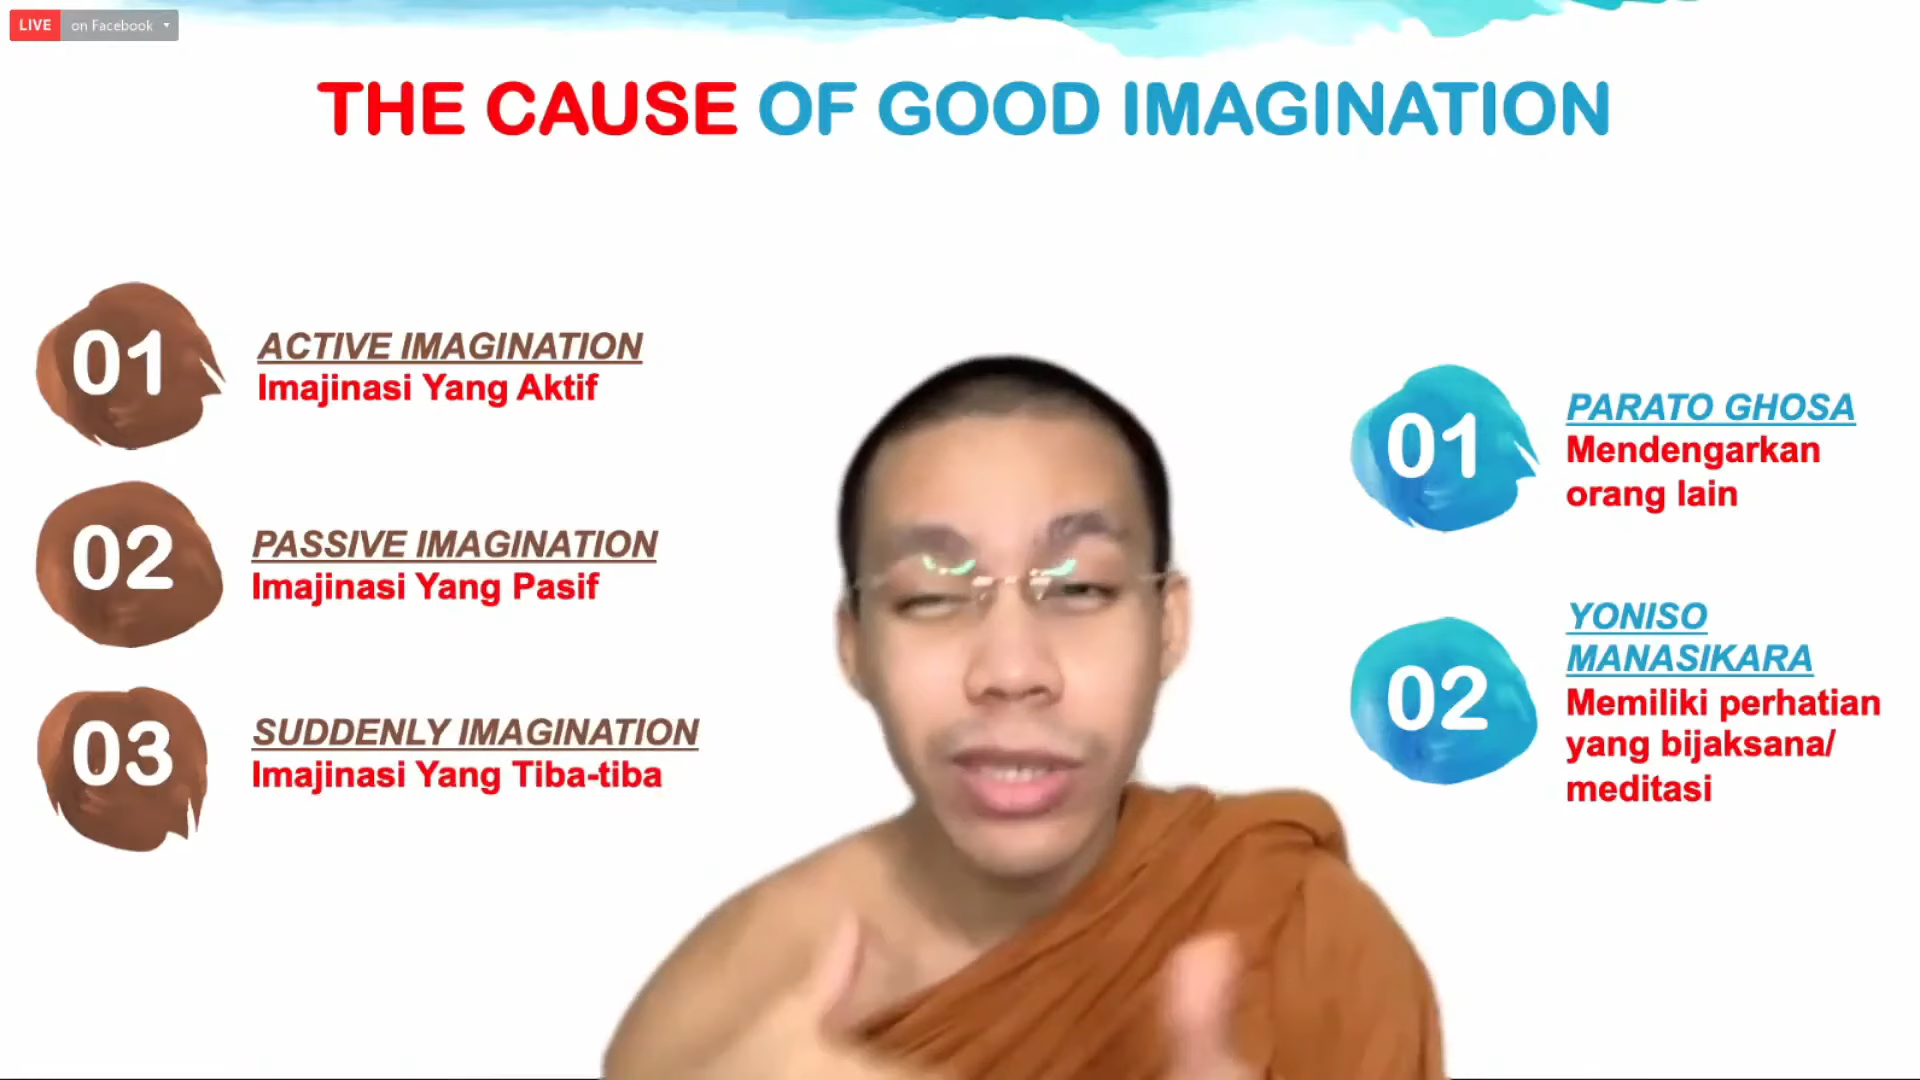 LIVE on Facebook
THE CAUSE OF GOOD IMAGINATION
01
ACTIVE IMAGINATION
Imajinasi Yang Aktif
02
PASSIVE IMAGINATION
Imajinasi Yang Pasif
03
SUDDENLY IMAGINATION
Imajinasi Yang Tiba-tiba
01
PARATO GHOSA
Mendengarkan
orang lain
02
YONISO
MANASIKARA
Memiliki perhatian
yang bijaksana/
meditasi